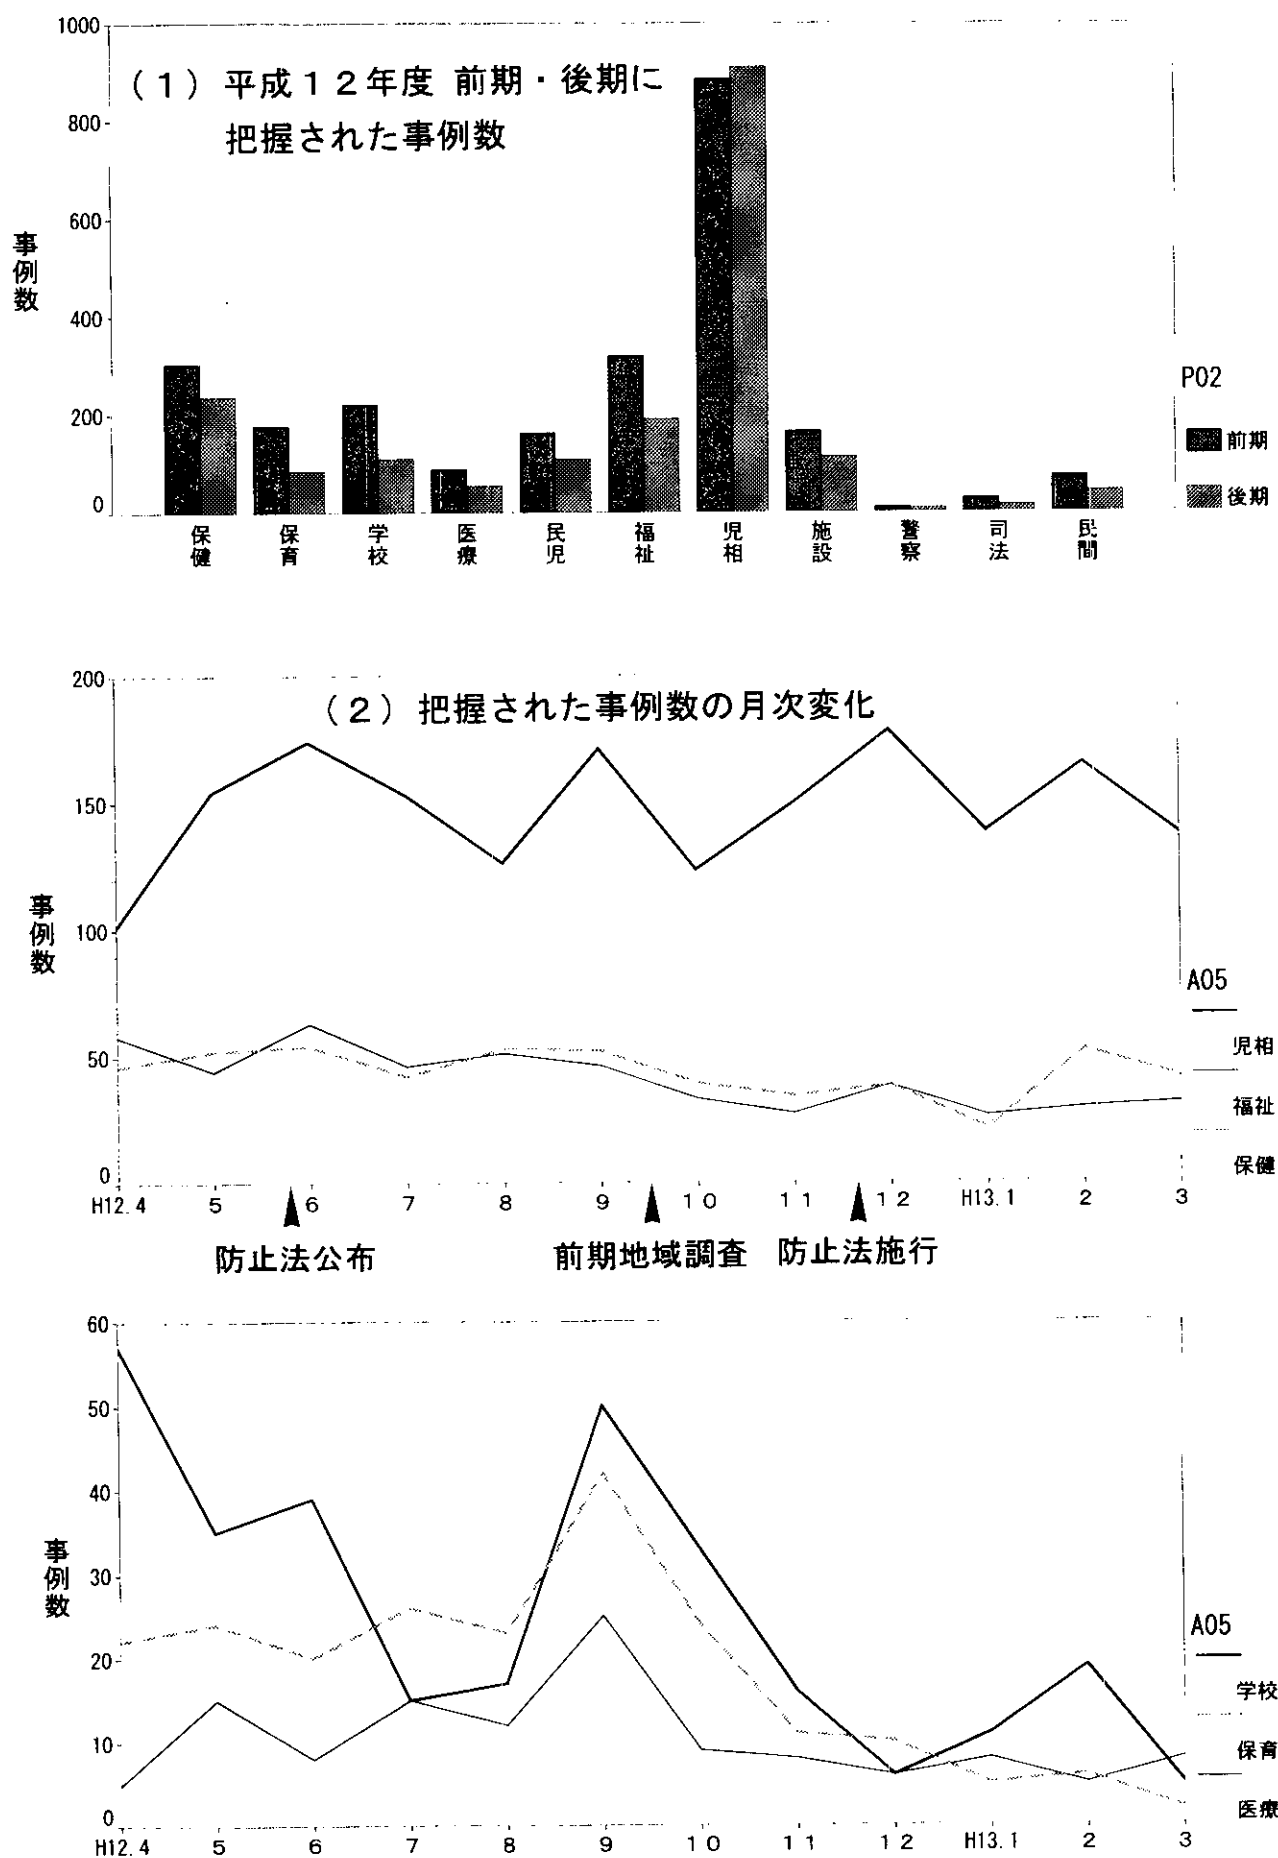 1000
（１）平成１２年度 前期・後期に
把握された事例数
800
600
400
200
0
事例数
保健
保育
学校
医療
民児
福祉
児相
施設
警察
司法
民間
P02
前期
後期
（２）把握された事例数の月次変化
200
150
100
50
0
事例数
H12.4 5 6 7 8 9 10 11 12 H13.1 2 3
防止法公布 前期地域調査 防止法施行
A05
児相
福祉
保健
60
50
40
30
20
10
0
事例数
H12.4 5 6 7 8 9 10 11 12 H13.1 2 3
A05
学校
保育
医療